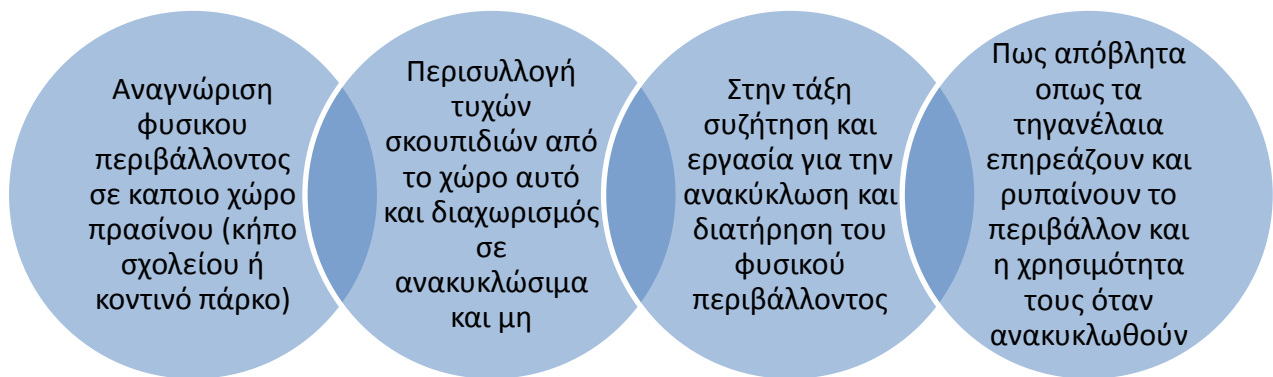 Αναγνώριση
φυσικου
περιβάλλοντος
σε καποιο χώρο
πρασίνου (κήπο
σχολείου ή
κοντινό πάρκο)
Περισυλλογή
τυχών
σκουπιδιών από
το χώρο αυτό
και διαχωρισμός
σε
ανακυκλώσιμα
και μη
Στην τάξη
συζήτηση και
εργασία για την
ανακύκλωση και
διατήρηση του
φυσικού
περιβάλλοντος
Πως απόβλητα
οπως τα
τηγανέλαια
επηρεάζουν και
ρυπαίνουν το
περιβάλλον και
η χρησιμότητα
τους όταν
ανακυκλωθούν